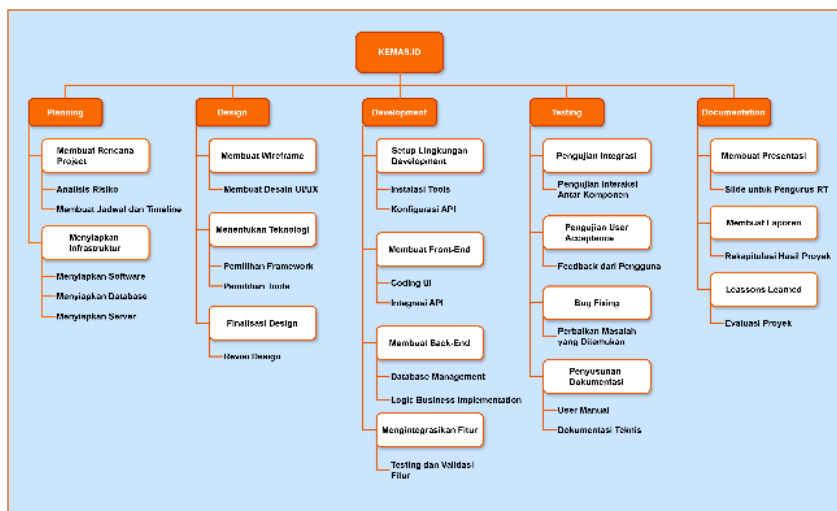 KEMAS.ID
Planning
Membuat Rencana
Project
Analisis Risiko
Membuat Jadwal dan Timeline
Menyiapkan
Infrastruktur
Menyiapkan Software
Menyiapkan Database
Menyiapkan Server
Design
Membuat Wireframe
Membuat Desain UI/UX
Menentukan Teknologi
Pemilihan Framework
Pemilihan Tools
Finalisasi Design
Revisi Design
Development
Setup Lingkungan
Development
Instalasi Tools
Konfigurasi API
Membuat Front-End
Coding UI
Integrasi API
Membuat Back-End
Database Management
Logic Business Implementation
Mengintegrasikan Fitur
Testing dan Validasi
Fitur
Testing
Pengujian Integrasi
Pengujian Interaksi
Antar Komponen
Pengujian User
Acceptance
Feedback dari Pengguna
Bug Fixing
Perbaikan Masalah
yang Ditemukan
Penyusunan
Dokumentasi
User Manual
Dokumentasi Teknis
Documentation
Membuat Presentasi
Slide untuk Pengurus RT
Membuat Laporan
Rekapitulasi Hasil Proyek
Leassons Learned
Evaluasi Proyek